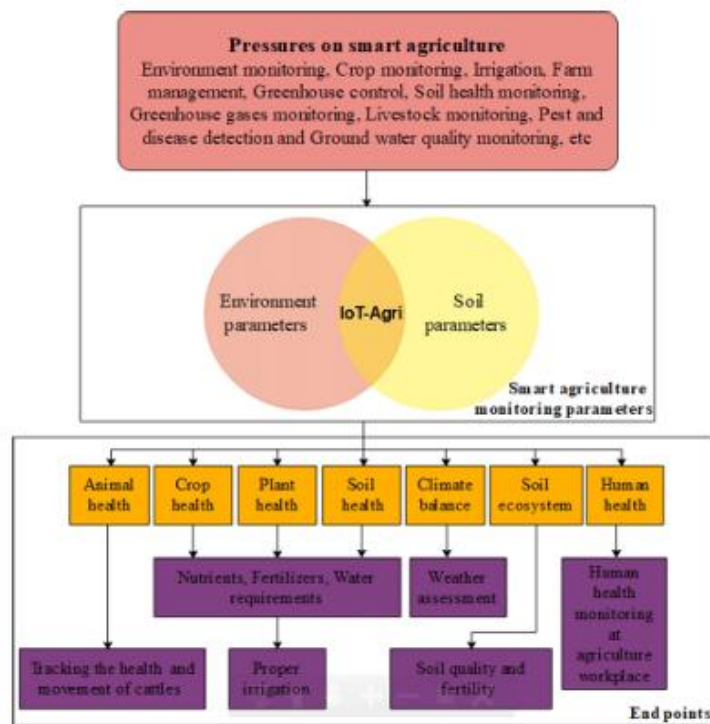 Pressures on smart agriculture
Environment monitoring, Crop monitoring, Irrigation, Farm
management, Greenhouse control, Soil health monitoring,
Greenhouse gases monitoring, Livestock monitoring, Pest and
disease detection and Ground water quality monitoring, etc
Environment
parameters
IoT-Agri
Soil
parameters
Smart agriculture
monitoring parameters
Animal
health
Crop
health
Plant
health
Soil
health
Climate
balance
Soil
ecosystem
Human
health
Nutrients, Fertilizers, Water
requirements
Weather
assessment
Human
health
monitoring
at
agriculture
workplace
Tracking the health and
movement of cattles
Proper
irrigation
Soil quality and
fertility
End points